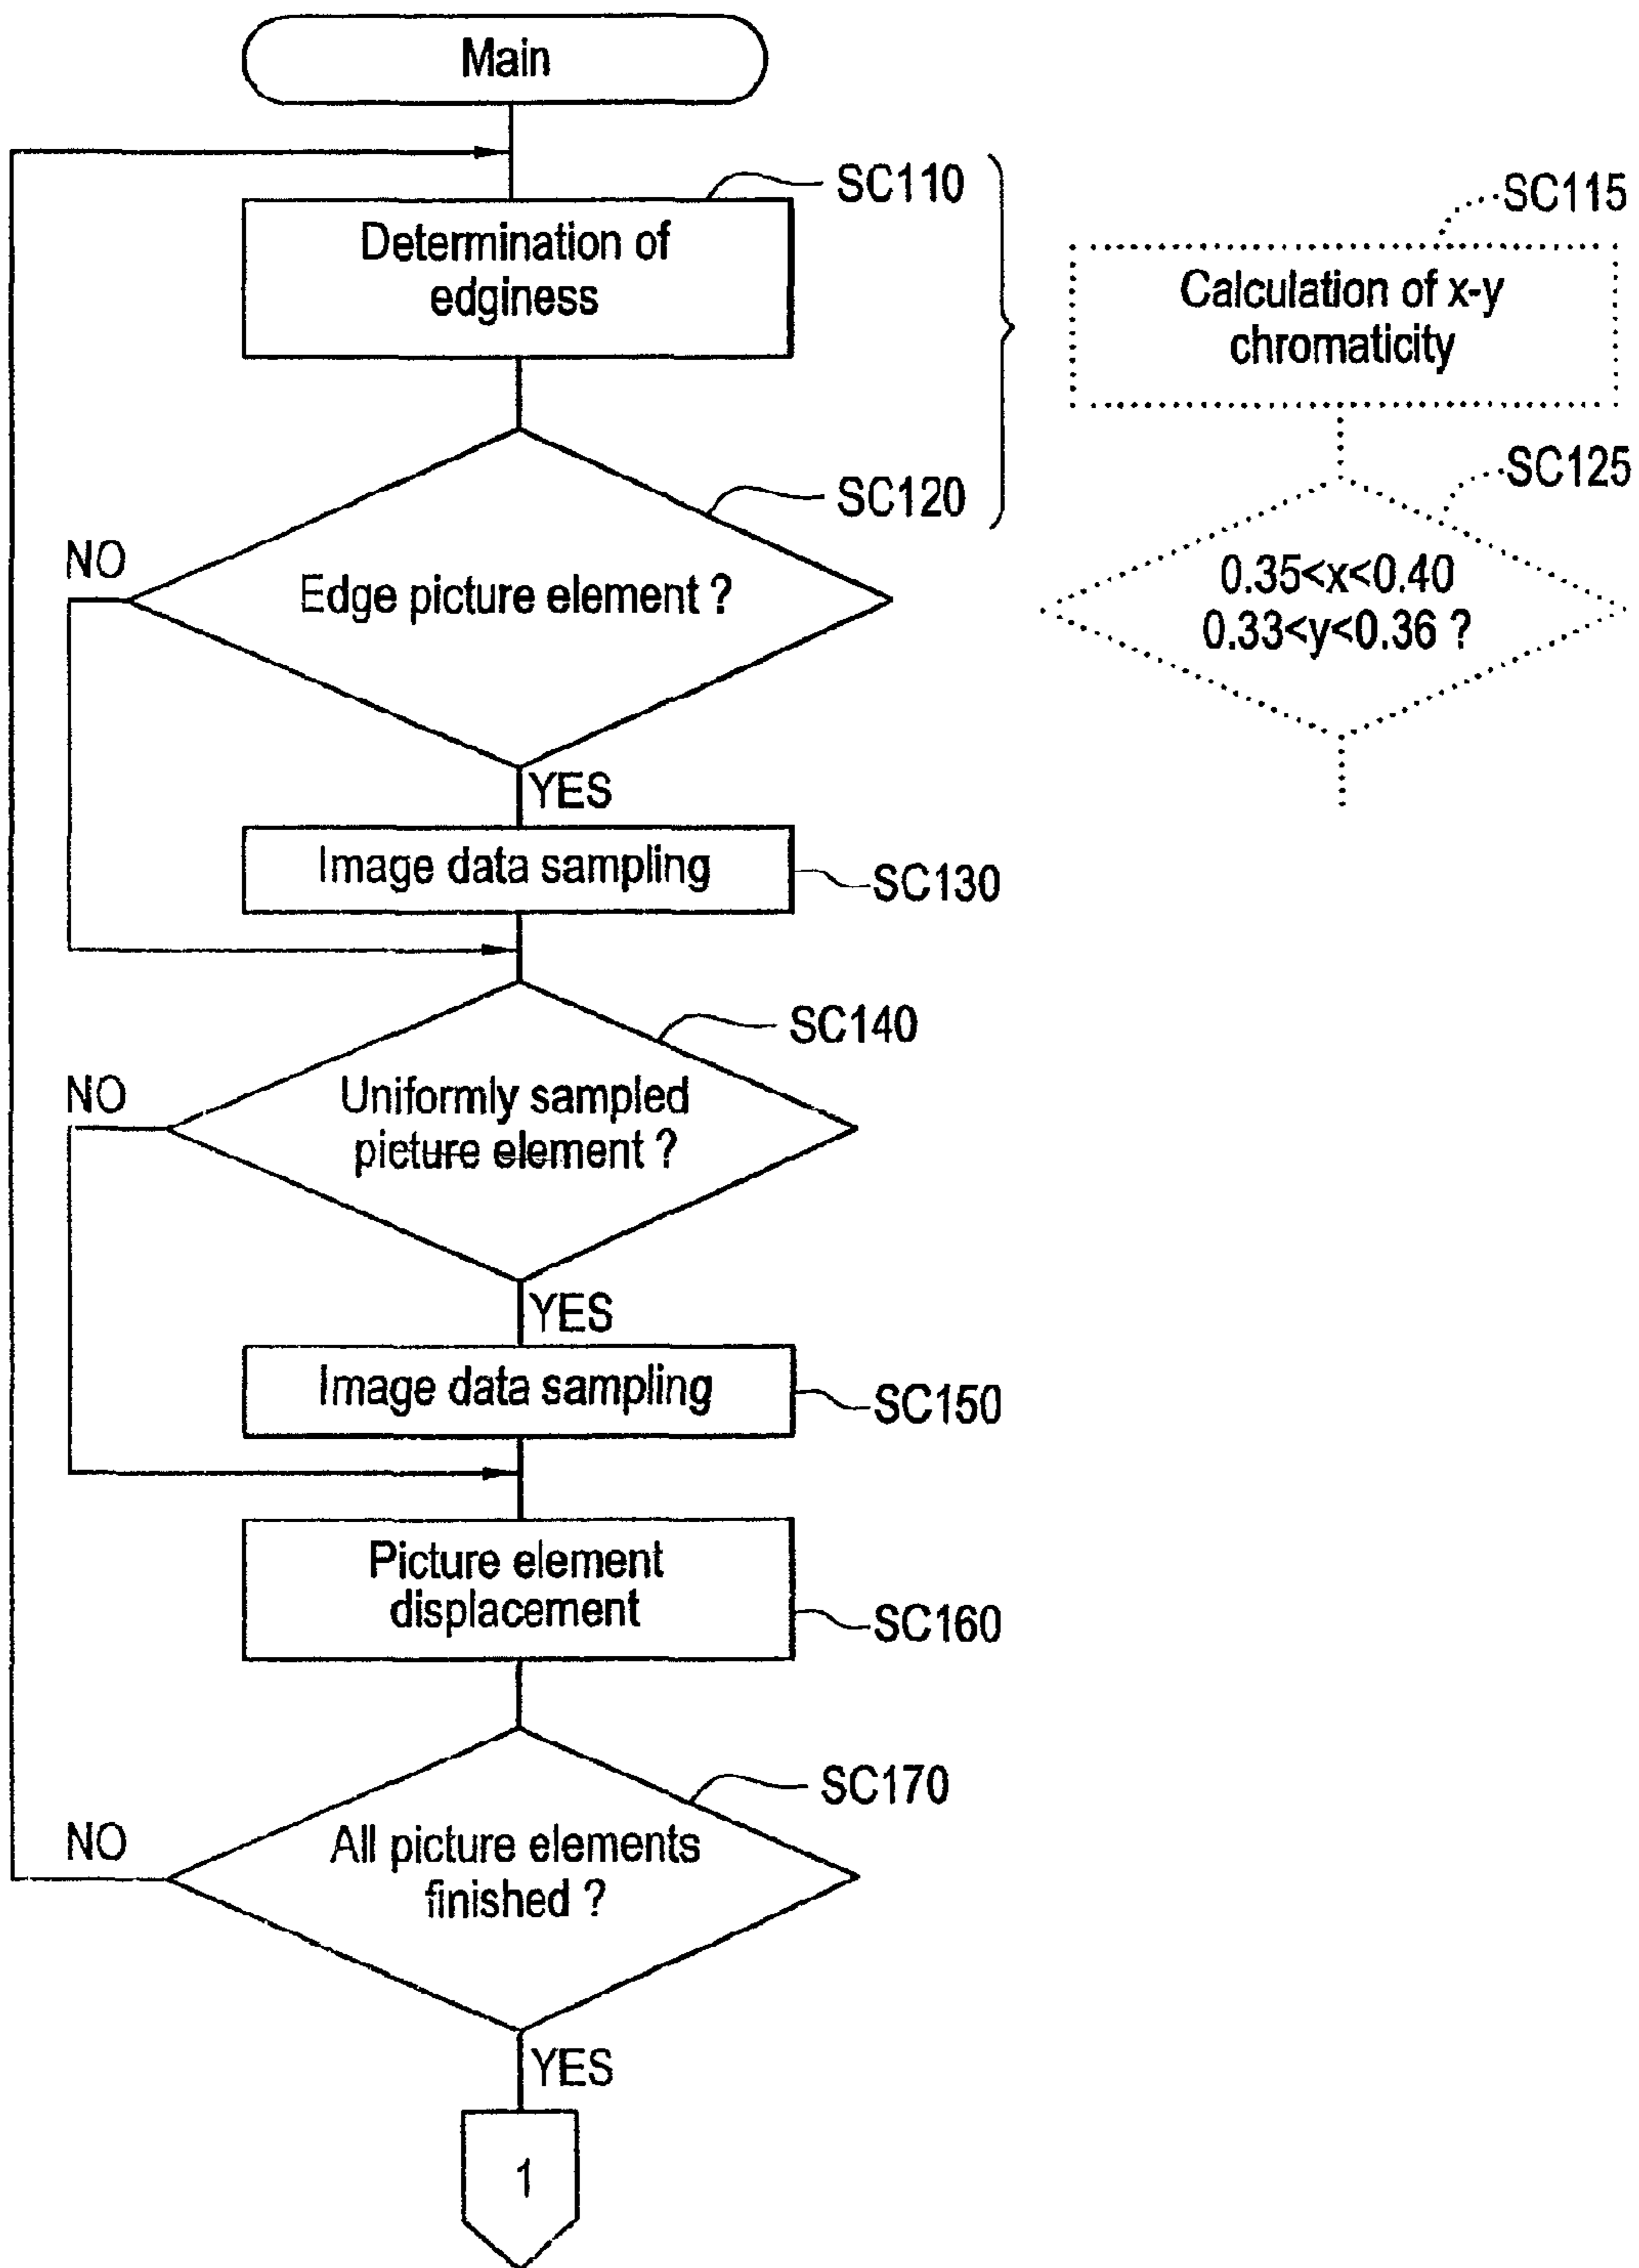 Main
SC110
Determination of
edginess
SC115
Calculation of x-y
chromaticity
SC120
NO
Edge picture element ?
SC125
0.35<x<0.40
0.33<y<0.36 ?
YES
Image data sampling
SC130
SC140
NO
Uniformly sampled
picture element ?
YES
Image data sampling
SC150
Picture element
displacement
SC160
SC170
NO
All picture elements
finished ?
YES
1